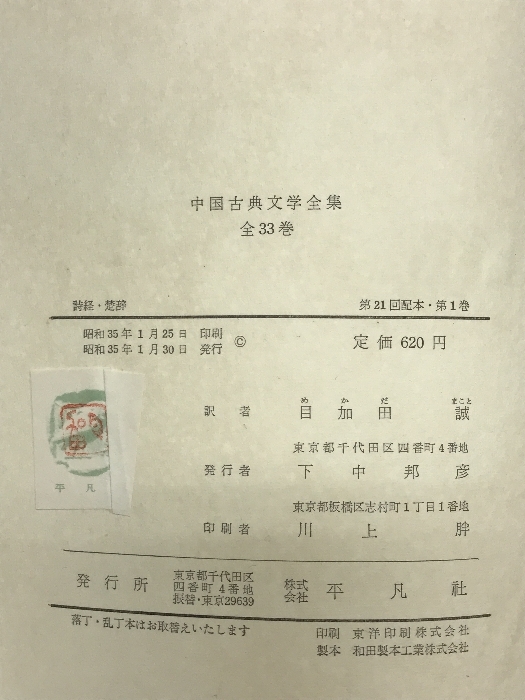 中国古典文学全集
全33巻
詩経・楚辞 第21回配本・第1巻
昭和35年1月25日 印刷
昭和35年1月30日 発行 ©
定価 620円
めかだ まこと
訳者 目加田 誠
東京都千代田区四番町4番地
発行者 下中邦彦
東京都板橋区志村町1丁目1番地
印刷者 川上胖
平凡
発行所 東京都千代田区
四番町4番地
振替・東京29639
株式会社 平凡社
落丁・乱丁本はお取替えいたします
印刷 東洋印刷株式会社
製本 和田製本工業株式会社